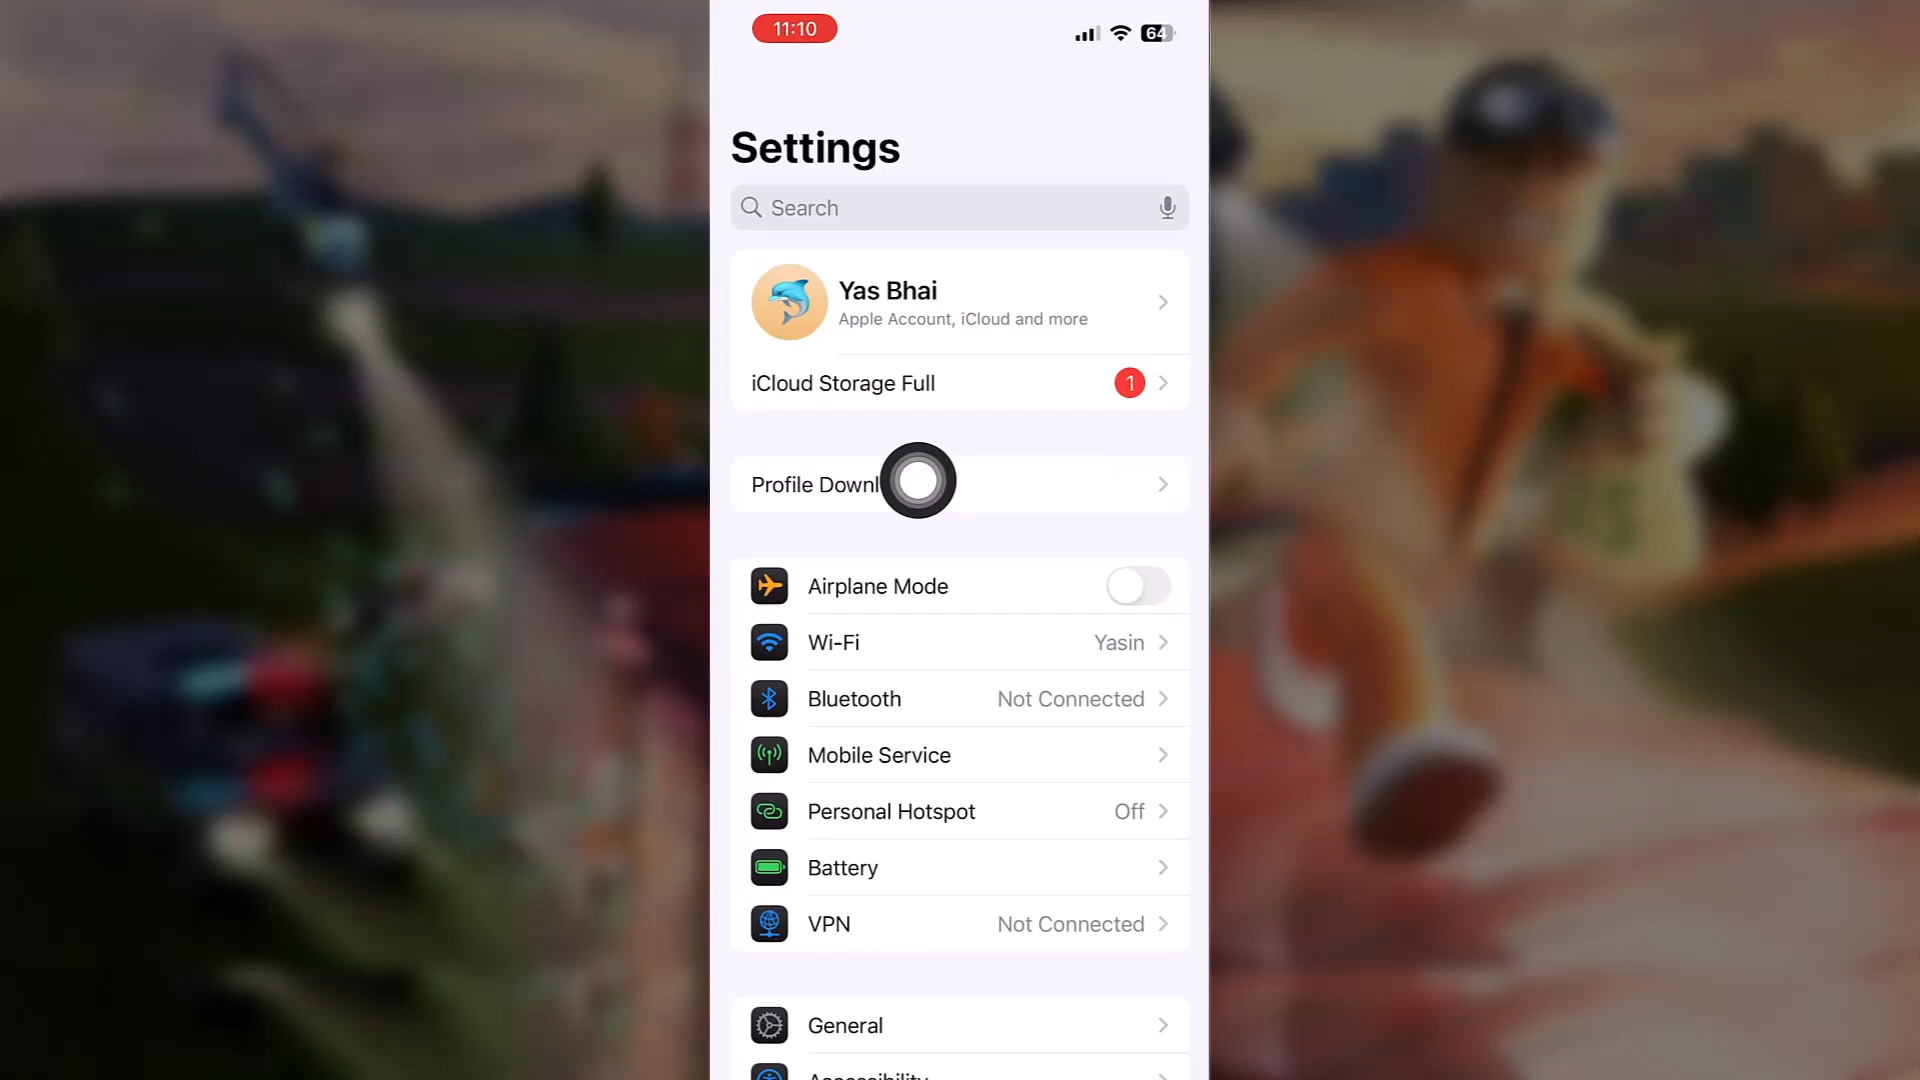 11:10
64
Settings
Search
Yas Bhai
Apple Account, iCloud and more
iCloud Storage Full
1
Profile
Airplane Mode
Wi-Fi
Yasin
Bluetooth
Not Connected
Mobile Service
Personal Hotspot
Off
Battery
VPN
Not Connected
General